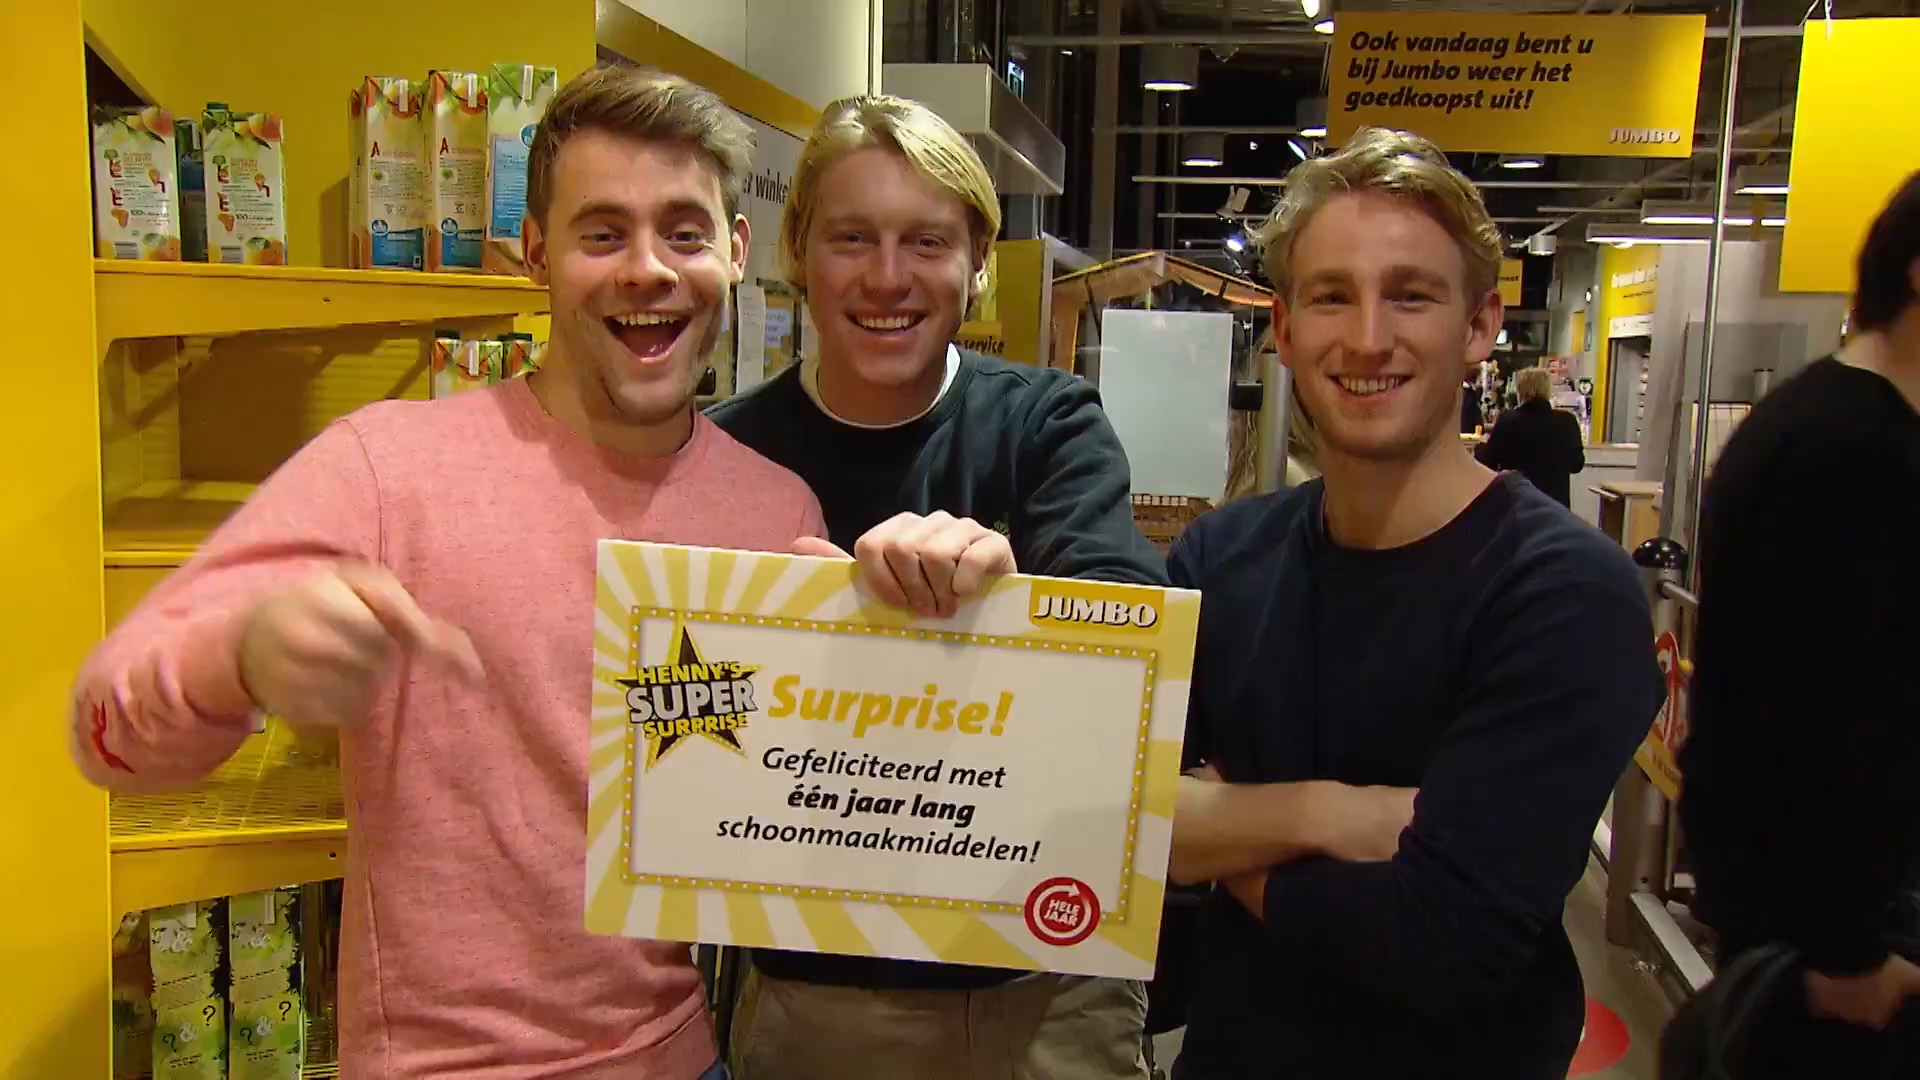 Ook vandaag bent u
bij Jumbo weer het
goedkoopst uit!
JUMBO
service
JUMBO
HENNY'S
SUPER
SURPRISE
Surprise!
Gefeliciteerd met
één jaar lang
schoonmaakmiddelen!
HELE
JAAR